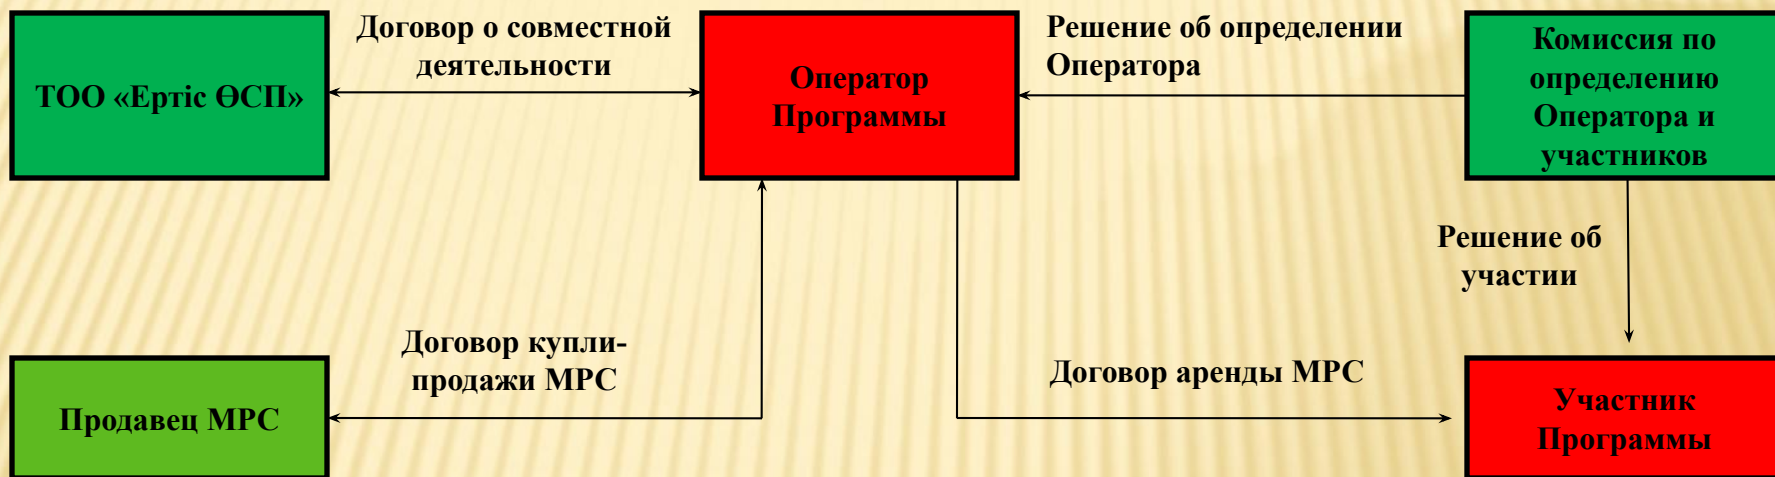 ТОО «Ертіс ӨСП»
Договор о совместной
деятельности
Оператор
Программы
Решение об определении
Оператора
Комиссия по
определению
Оператора и
участников
Решение об
участии
Продавец МРС
Договор купли-
продажи МРС
Договор аренды МРС
Участник
Программы